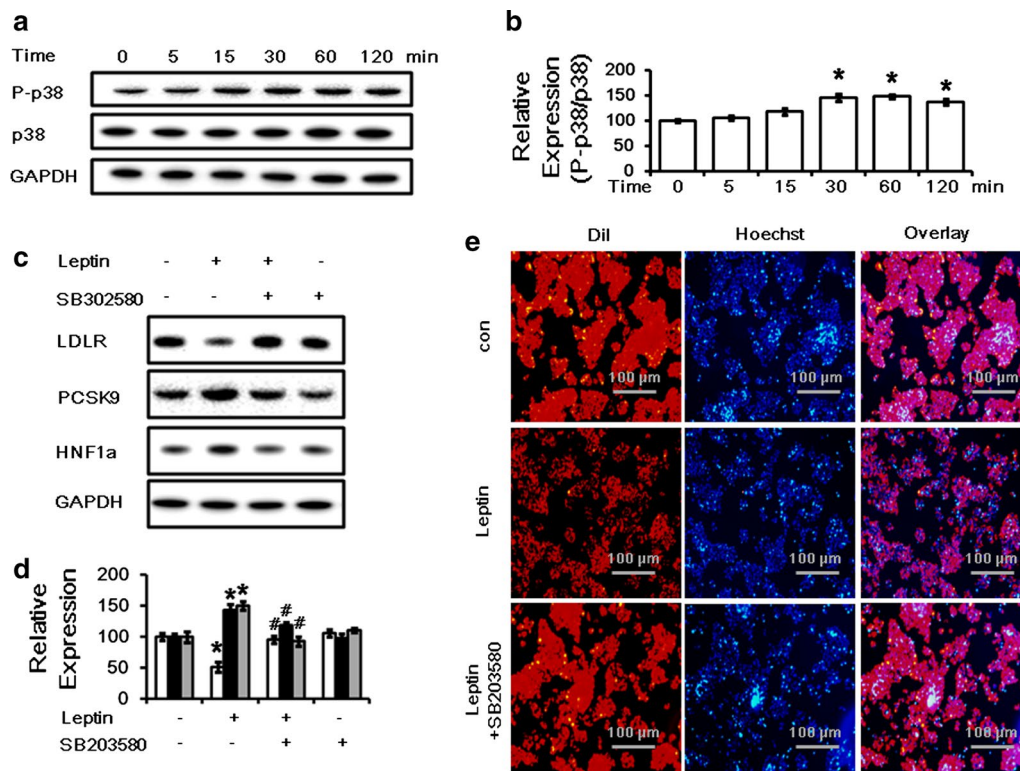 a
Time 0 5 15 30 60 120 min
P-p38
p38
GAPDH
b
Relative
Expression
(P-p38/p38)
200
150
100
50
0
* * *
Time 0 5 15 30 60 120 min
c
Leptin - + + -
SB302580 - - + +
LDLR
PCSK9
HNF1a
GAPDH
d
Relative
Expression
200
150
100
50
0
* * * # # #
Leptin - + + -
SB203580 - - + +
e
Dil Hoechst Overlay
con
100 µm 100 µm 100 µm
Leptin
100 µm 100 µm 100 µm
Leptin
+SB203580
100 µm 100 µm 100 µm